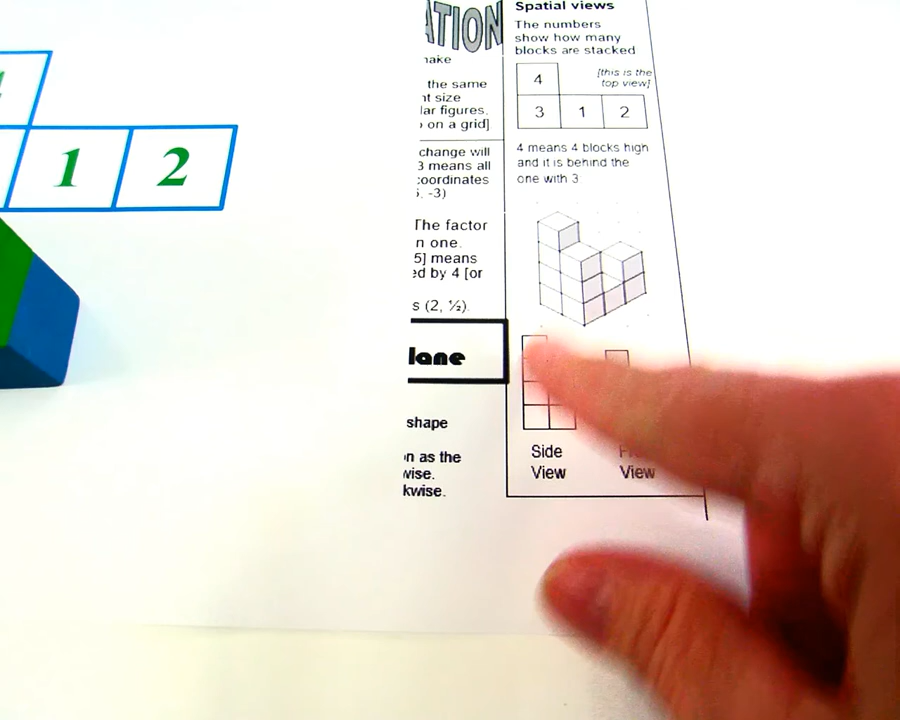 1 2
ATION
the same
size
lar figures,
on a grid]
change will
3 means all
coordinates
, -3)
The factor
n one.
5] means
ed by 4 [or
s (2, ½).
lane
shape
n as the
wise.
kwise.
Spatial views
The numbers
show how many
blocks are stacked
4
[this is the
top view]
3 1 2
4 means 4 blocks high
and it is behind the
one with 3
Side
View
View